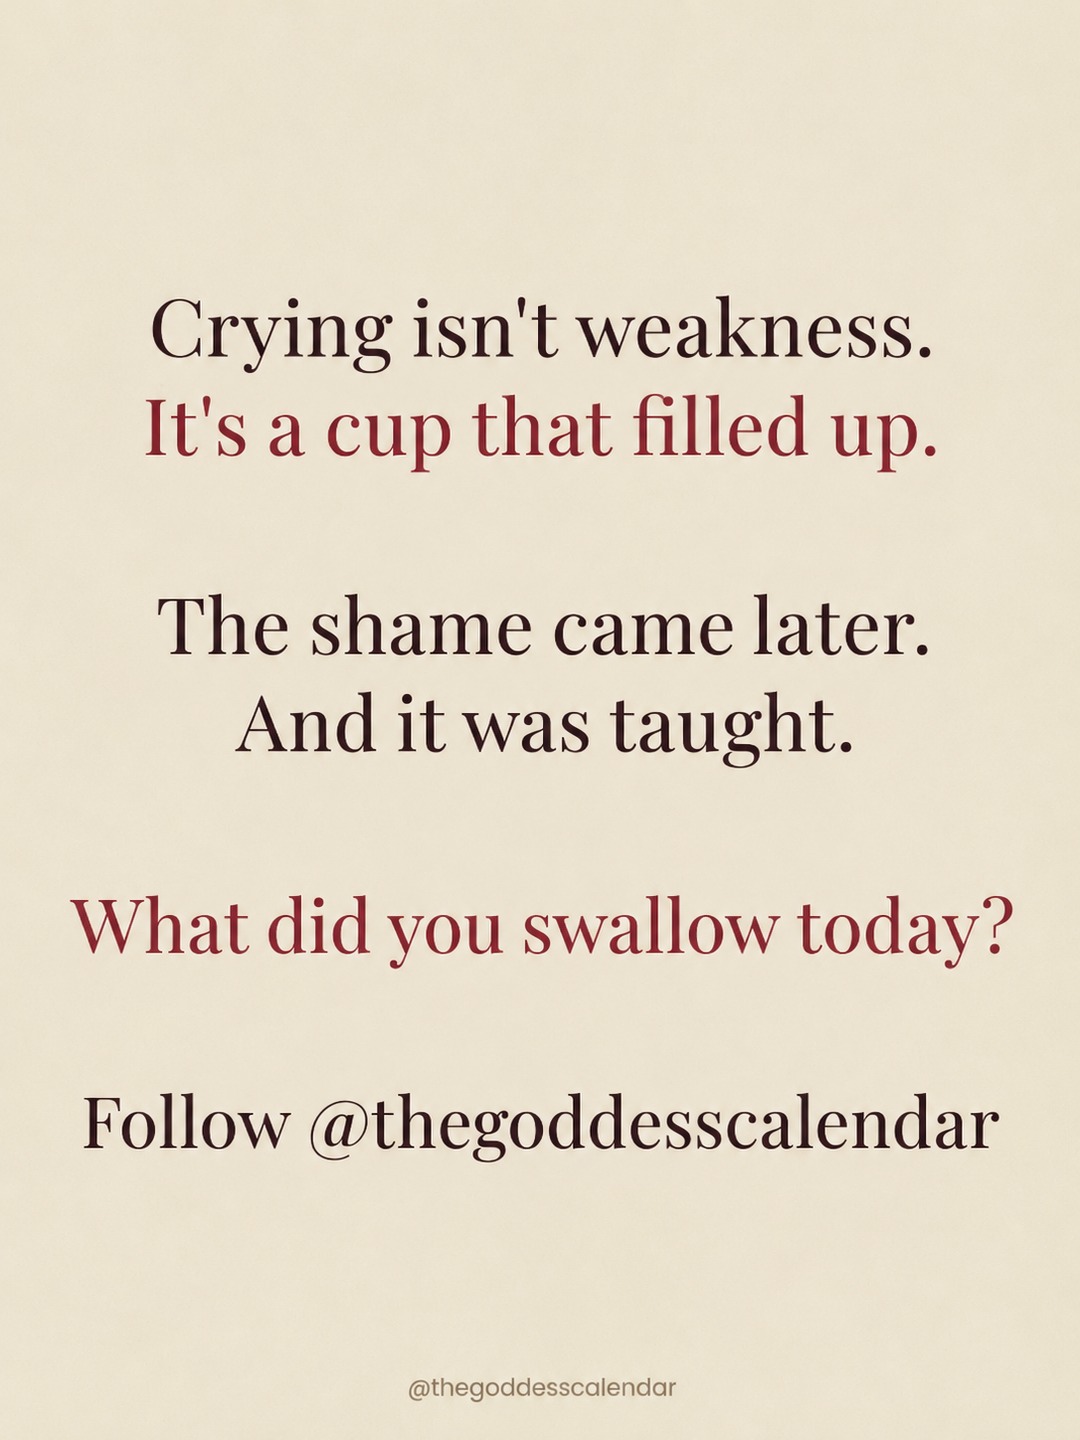 Crying isn't weakness.
It's a cup that filled up.
The shame came later.
And it was taught.
What did you swallow today?
Follow @thegoddesscalendar
@thegoddesscalendar